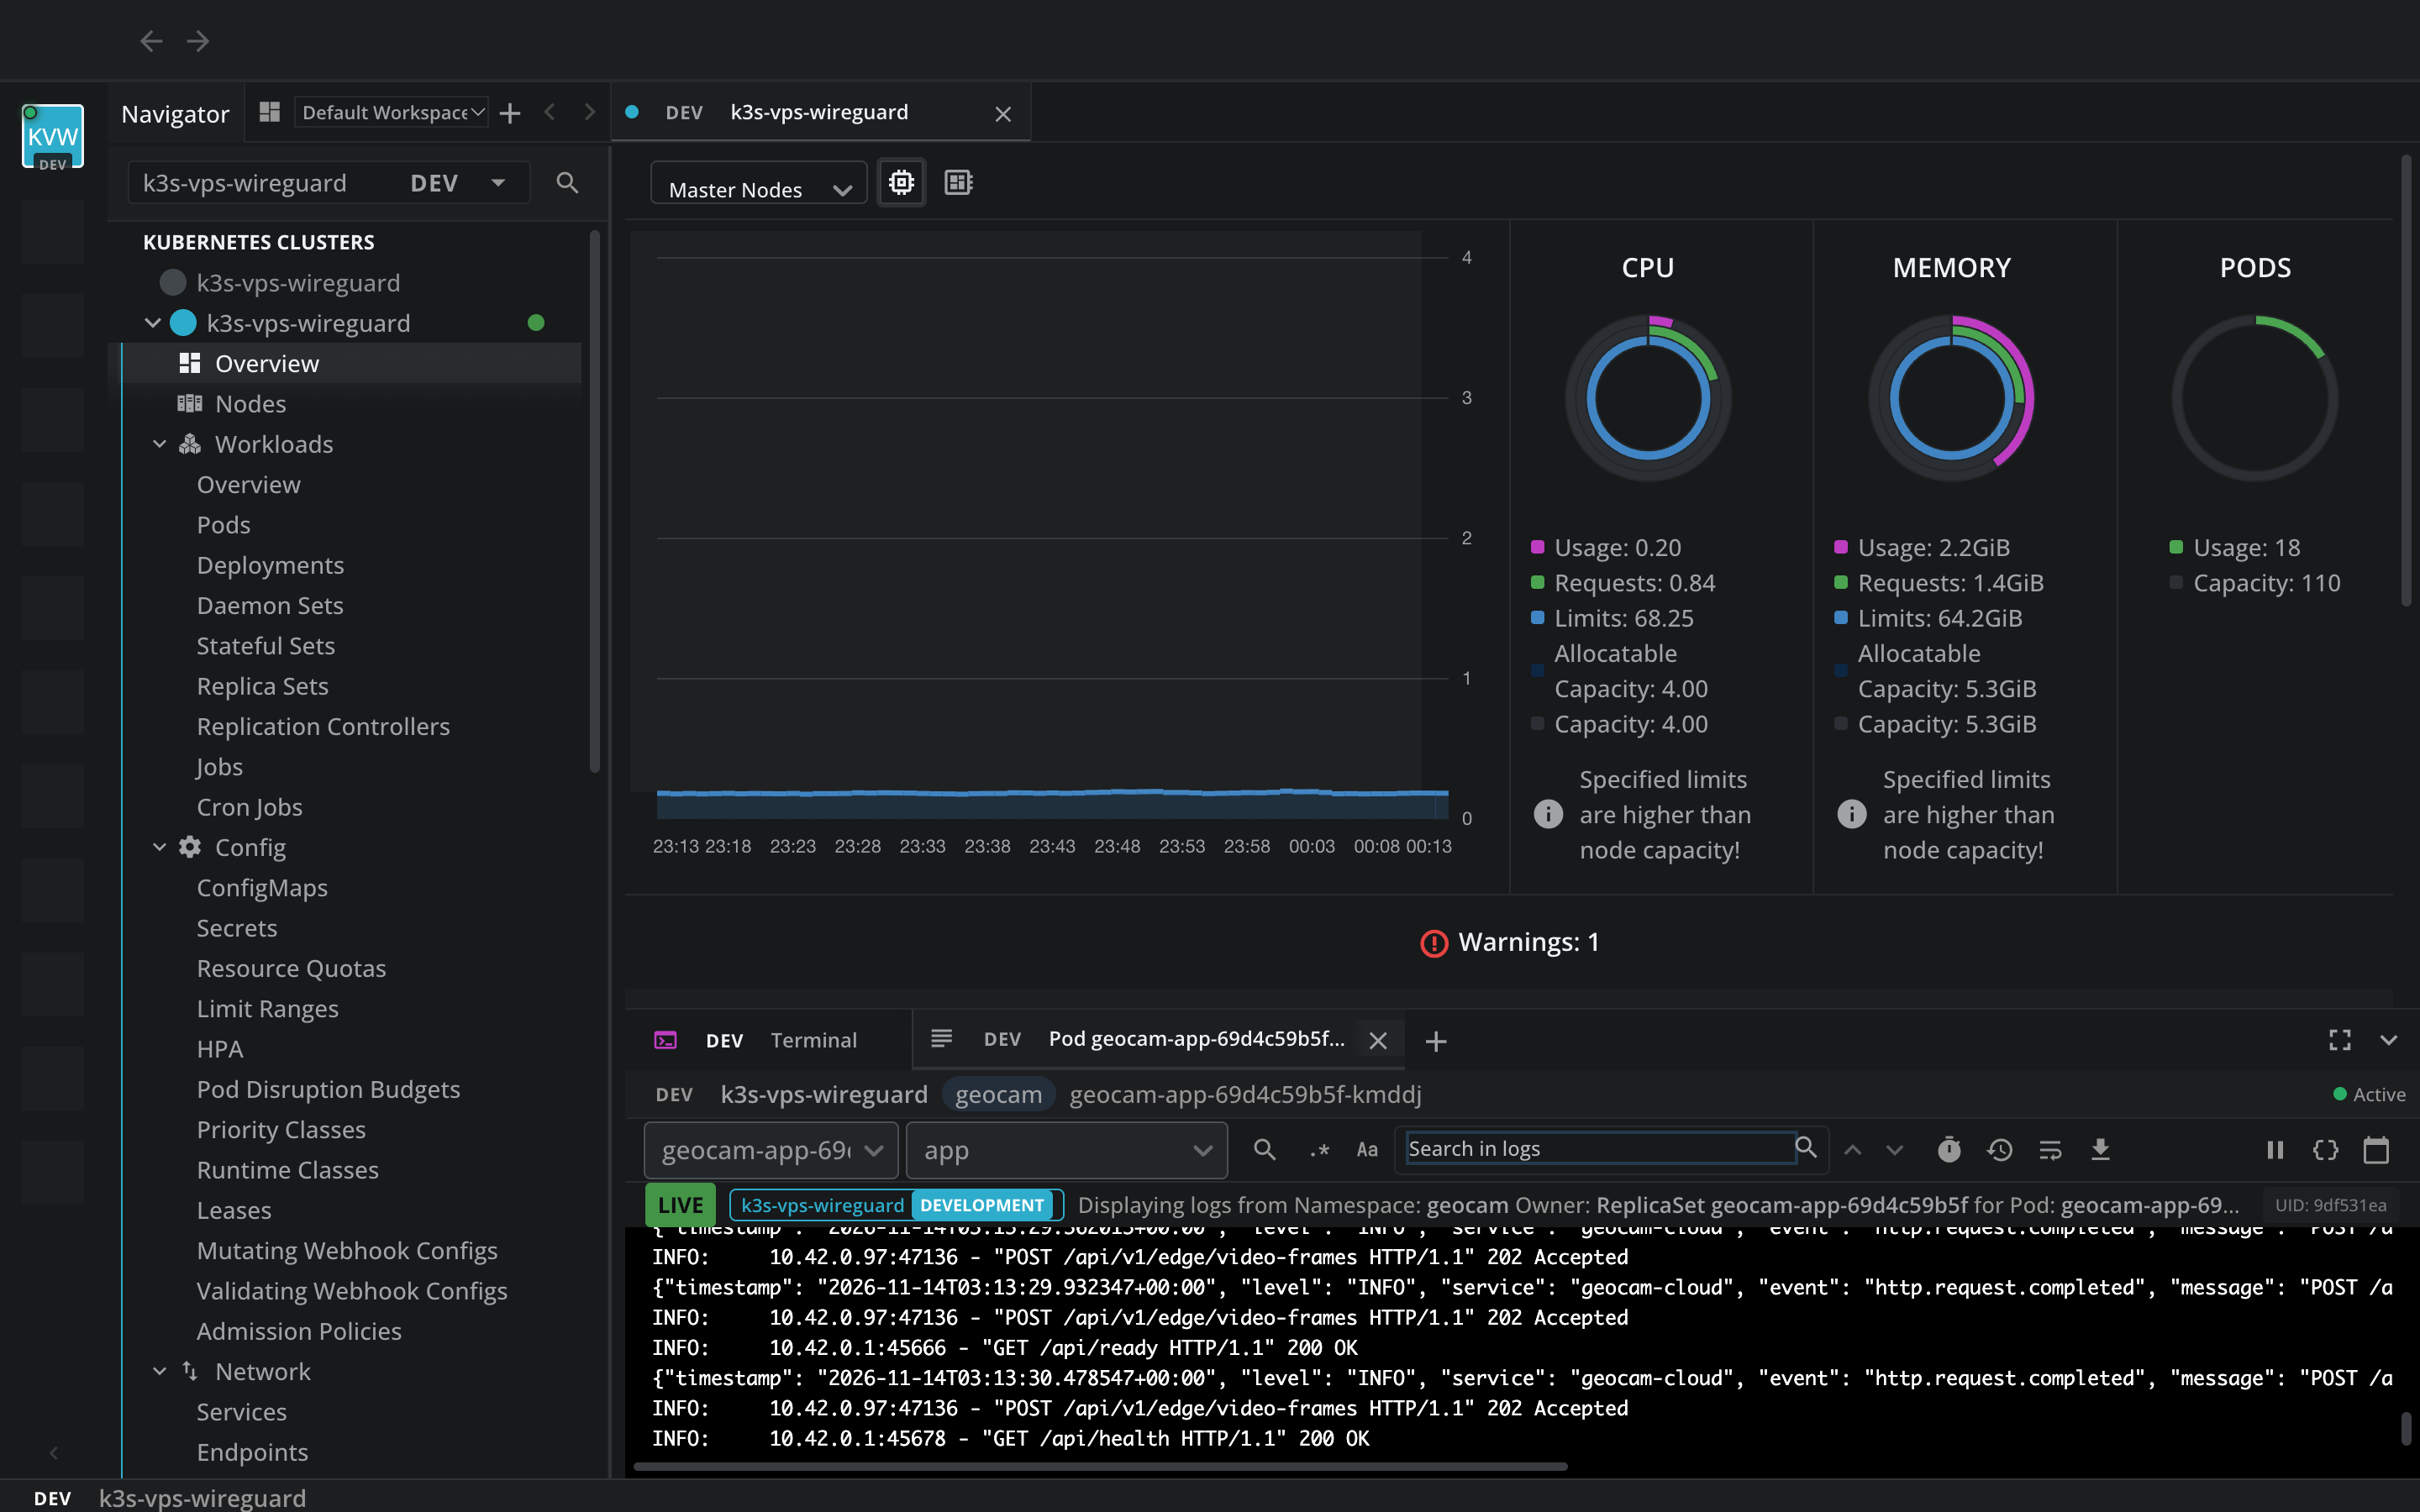 KVW
DEV
Navigator
Default Workspace
DEV k3s-vps-wireguard
k3s-vps-wireguard DEV
KUBERNETES CLUSTERS
k3s-vps-wireguard
k3s-vps-wireguard
Overview
Nodes
Workloads
Overview
Pods
Deployments
Daemon Sets
Stateful Sets
Replica Sets
Replication Controllers
Jobs
Cron Jobs
Config
ConfigMaps
Secrets
Resource Quotas
Limit Ranges
HPA
Pod Disruption Budgets
Priority Classes
Runtime Classes
Leases
Mutating Webhook Configs
Validating Webhook Configs
Admission Policies
Network
Services
Endpoints
Master Nodes
4
3
2
1
0
23:13 23:18 23:23 23:28 23:33 23:38 23:43 23:48 23:53 23:58 00:03 00:08 00:13
CPU
Usage: 0.20
Requests: 0.84
Limits: 68.25
Allocatable
Capacity: 4.00
Capacity: 4.00
Specified limits
are higher than
node capacity!
MEMORY
Usage: 2.2GiB
Requests: 1.4GiB
Limits: 64.2GiB
Allocatable
Capacity: 5.3GiB
Capacity: 5.3GiB
Specified limits
are higher than
node capacity!
PODS
Usage: 18
Capacity: 110
Warnings: 1
DEV Terminal
DEV Pod geocam-app-69d4c59b5f...
DEV k3s-vps-wireguard geocam geocam-app-69d4c59b5f-kmddj
Active
geocam-app-69
app
.* Aa
Search in logs
LIVE k3s-vps-wireguard DEVELOPMENT Displaying logs from Namespace: geocam Owner: ReplicaSet geocam-app-69d4c59b5f for Pod: geocam-app-69... UID: 9df531ea
INFO: 10.42.0.97:47136 - "POST /api/v1/edge/video-frames HTTP/1.1" 202 Accepted
{"timestamp": "2026-11-14T03:13:29.932347+00:00", "level": "INFO", "service": "geocam-cloud", "event": "http.request.completed", "message": "POST /a
INFO: 10.42.0.97:47136 - "POST /api/v1/edge/video-frames HTTP/1.1" 202 Accepted
INFO: 10.42.0.1:45666 - "GET /api/ready HTTP/1.1" 200 OK
{"timestamp": "2026-11-14T03:13:30.478547+00:00", "level": "INFO", "service": "geocam-cloud", "event": "http.request.completed", "message": "POST /a
INFO: 10.42.0.97:47136 - "POST /api/v1/edge/video-frames HTTP/1.1" 202 Accepted
INFO: 10.42.0.1:45678 - "GET /api/health HTTP/1.1" 200 OK
DEV k3s-vps-wireguard